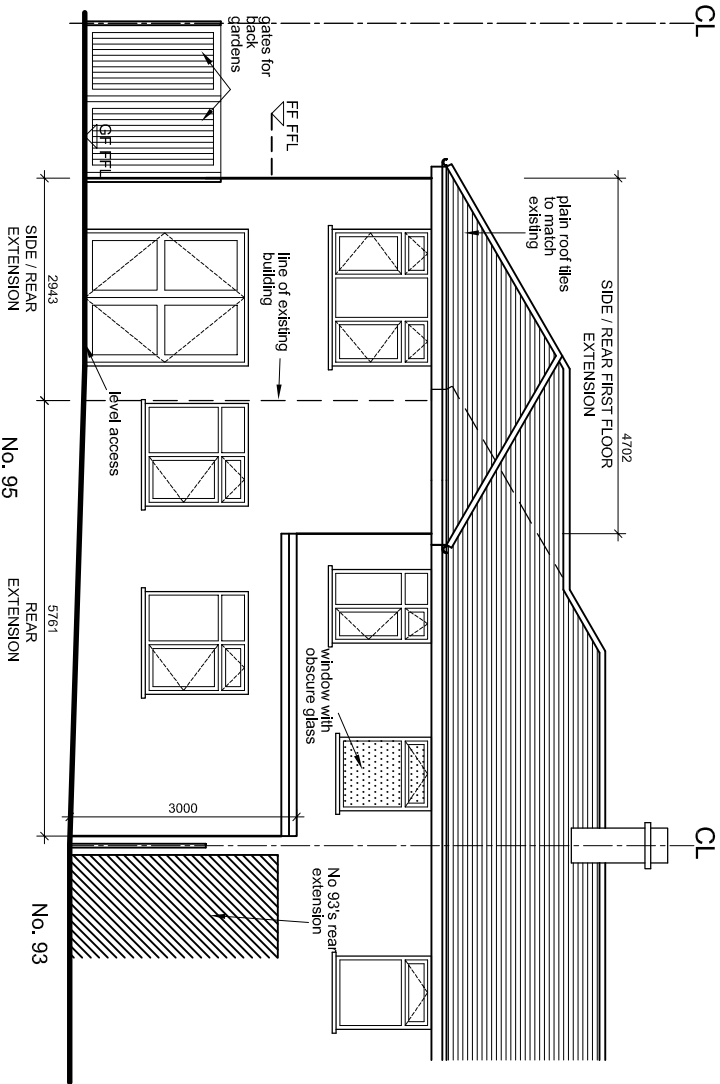 CL
CL
4702
SIDE / REAR FIRST FLOOR
EXTENSION
plain roof tiles
to match
existing
FF FFL
gates for
back
gardens
line of existing
building
window with
obscure glass
No 93's rear
extension
3000
GF FFL
level access
2943
SIDE / REAR
EXTENSION
5761
REAR
EXTENSION
No. 95
No. 93